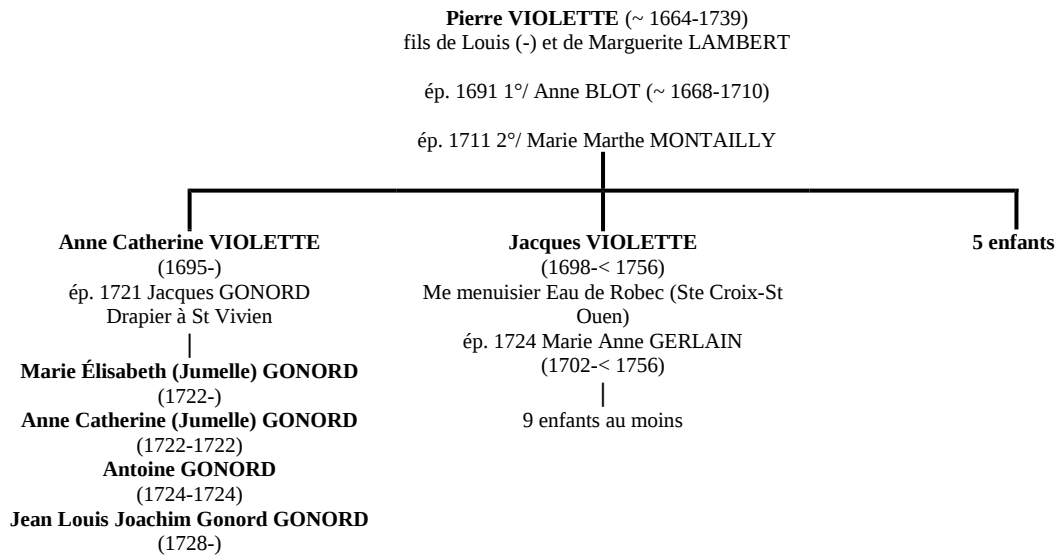 Pierre VIOLETTE (~ 1664-1739)
fils de Louis (-) et de Marguerite LAMBERT
ép. 1691 1°/ Anne BLOT (~ 1668-1710)
ép. 1711 2°/ Marie Marthe MONTAILLY
Anne Catherine VIOLETTE
(1695-)
ép. 1721 Jacques GONORD
Drapier à St Vivien
Marie Élisabeth (Jumelle) GONORD
(1722-)
Anne Catherine (Jumelle) GONORD
(1722-1722)
Antoine GONORD
(1724-1724)
Jean Louis Joachim Gonord GONORD
(1728-)
Jacques VIOLETTE
(1698-< 1756)
Me menuisier Eau de Robec (Ste Croix-St
Ouen)
ép. 1724 Marie Anne GERLAIN
(1702-< 1756)
9 enfants au moins
5 enfants